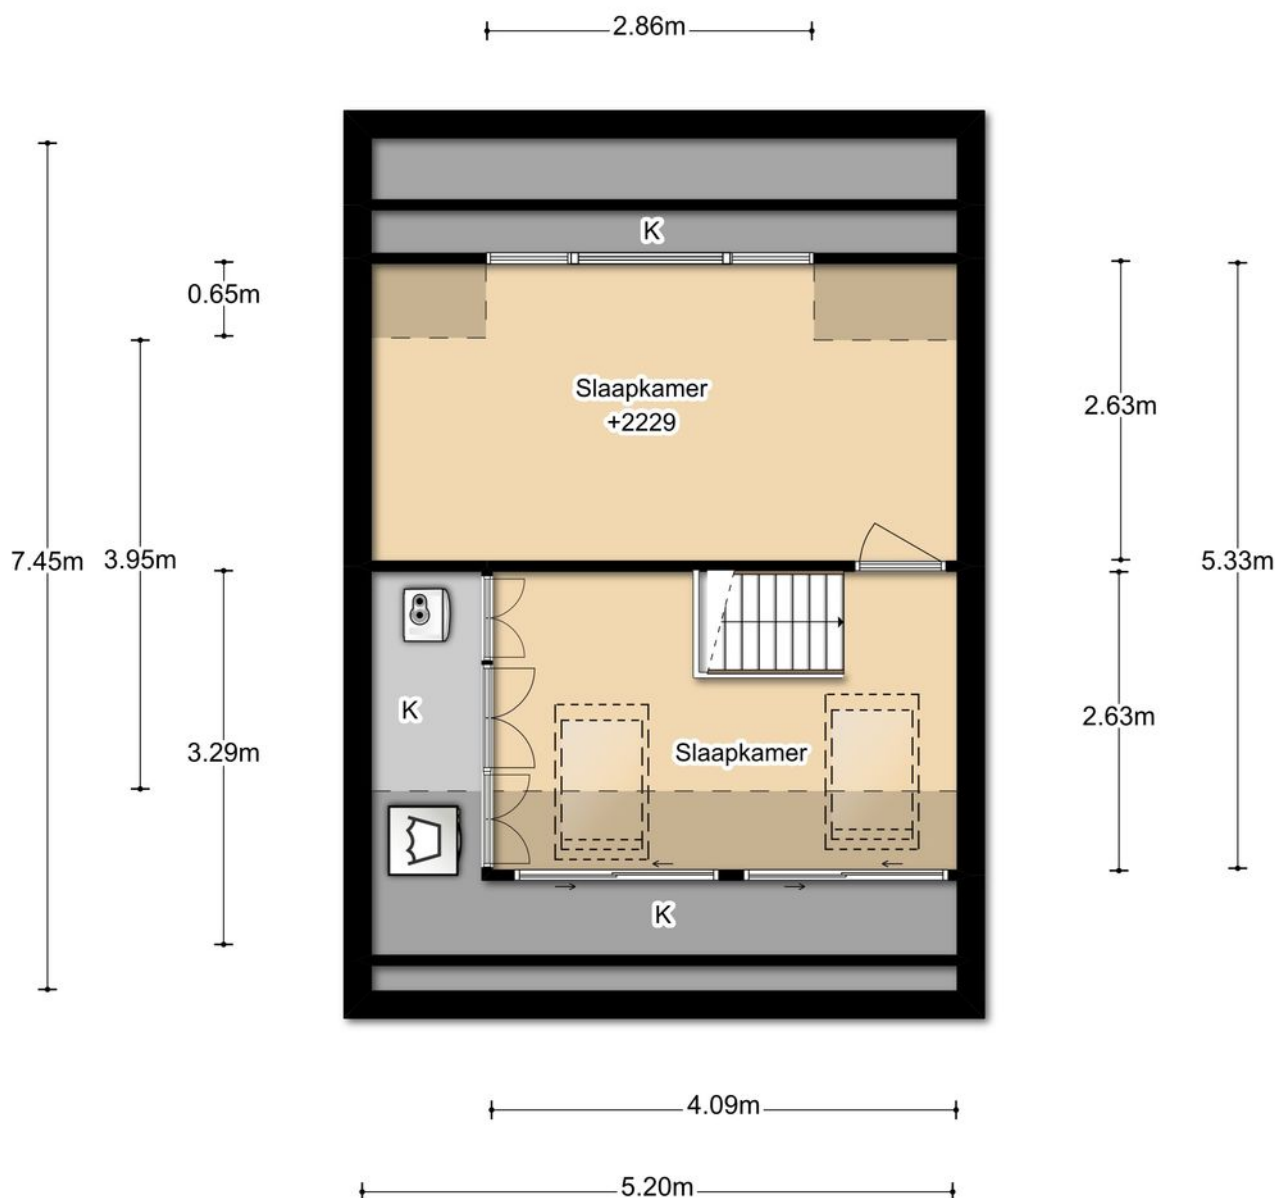 2.86m
K
0.65m
2.63m
Slaapkamer
+2229
7.45m
3.95m
5.33m
K
3.29m
Slaapkamer
2.63m
K
4.09m
5.20m